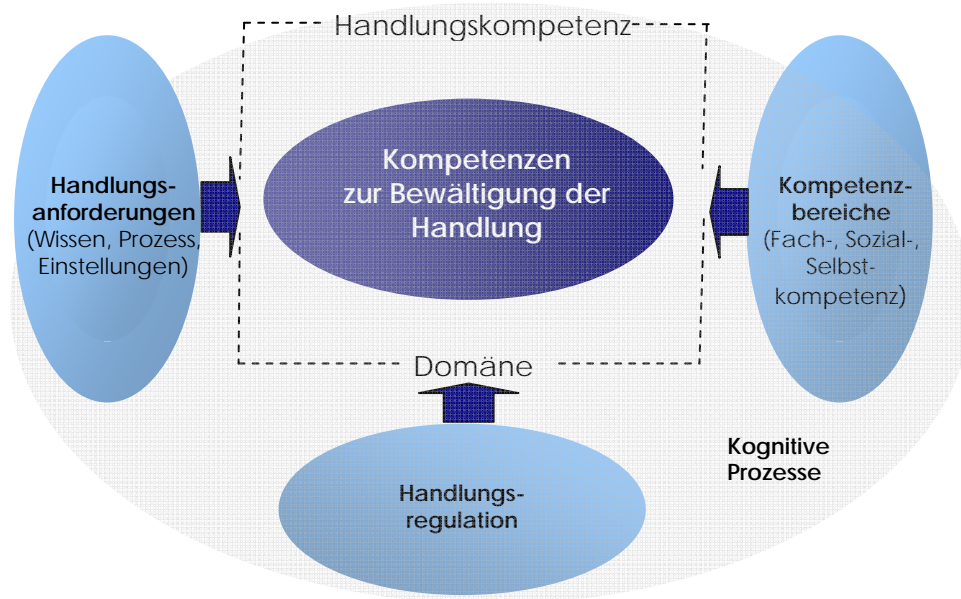 Handlungskompetenz
Handlungs-
anforderungen
(Wissen, Prozess,
Einstellungen)
Kompetenzen
zur Bewältigung der
Handlung
Kompetenz-
bereiche
(Fach-, Sozial-,
Selbst-
kompetenz)
Domäne
Handlungs-
regulation
Kognitive
Prozesse